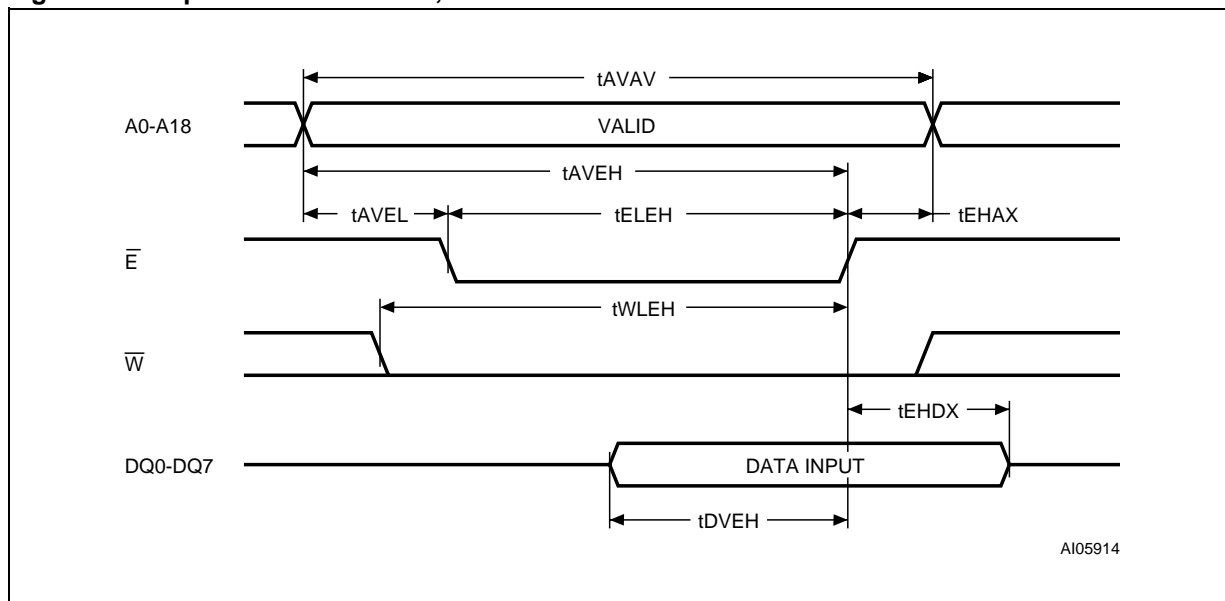 tAVAV
A0-A18
VALID
tAVEH
tAVEL
tELEH
tEHAX
E̅
tWLEH
W̅
tEHDX
DQ0-DQ7
DATA INPUT
tDVEH
AI05914